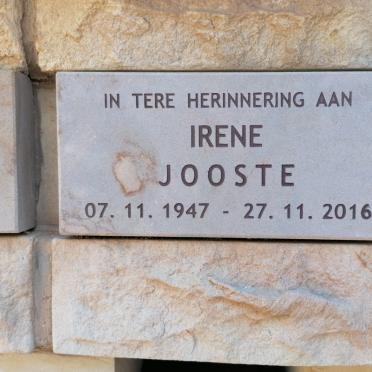 IN TERE HERINNERING AAN
IRENE
JOOSTE
07. 11. 1947 - 27. 11. 2016